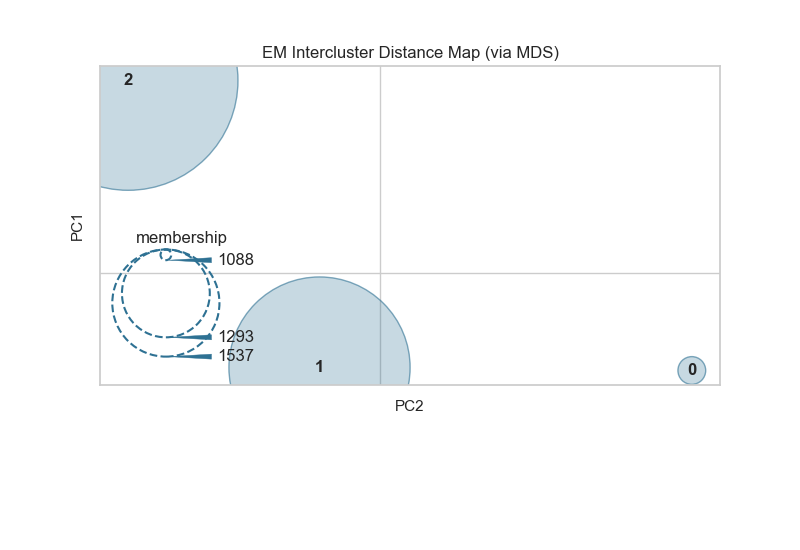 EM Intercluster Distance Map (via MDS)
2
PC1
membership
1088
1293
1537
1
0
PC2